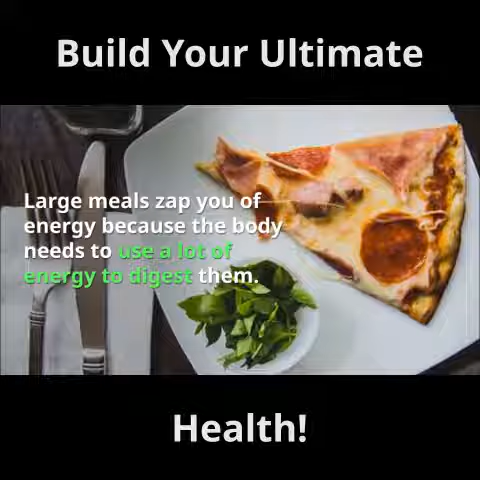 Build Your Ultimate
Large meals zap you of
energy because the body
needs to use a lot of
energy to digest them.
Health!